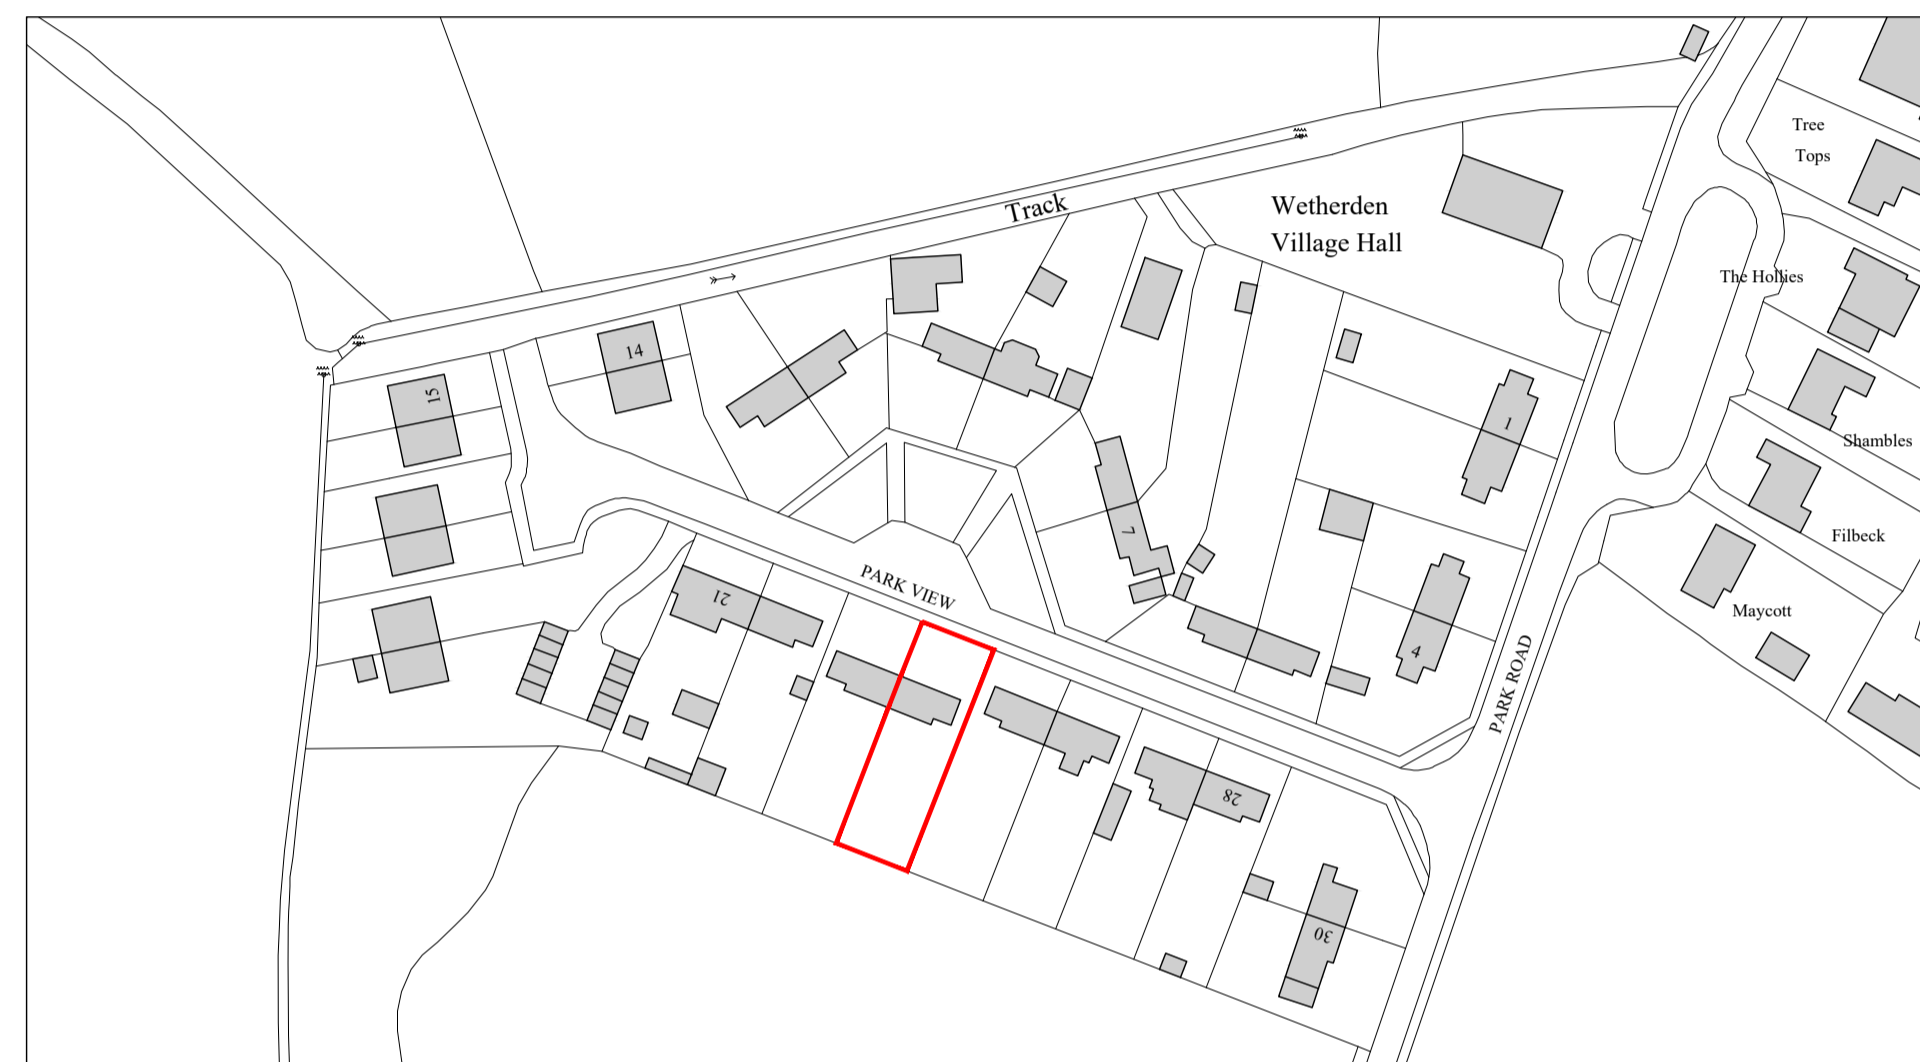 Tree
Tops
Track
Wetherden
Village Hall
The Hollies
14
15
1
Shambles
7
Filbeck
PARK VIEW
21
Maycott
4
PARK ROAD
28
30